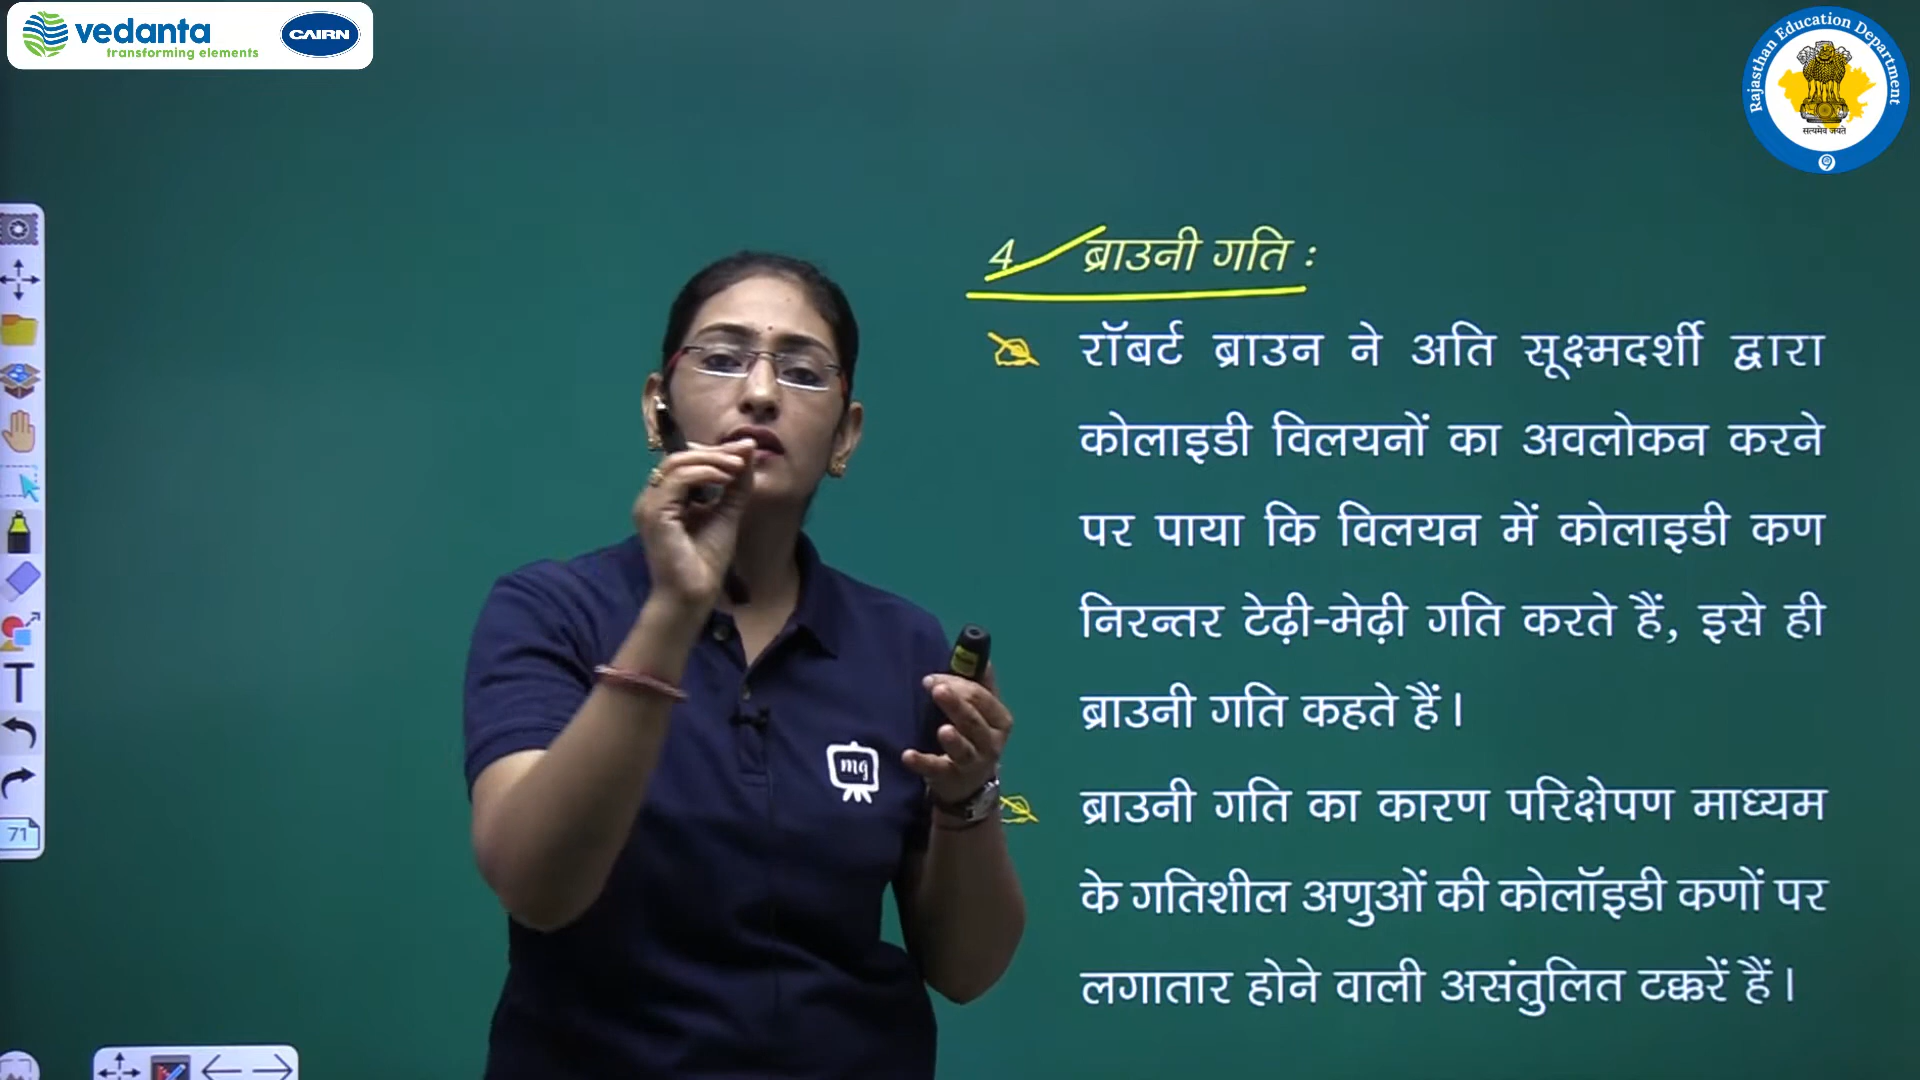 vedanta
transforming elements
CAIRN
Rajasthan Education Department
सत्यमेव जयते
4 ब्राउनी गति :
रॉबर्ट ब्राउन ने अति सूक्ष्मदर्शी द्वारा
कोलाइडी विलयनों का अवलोकन करने
पर पाया कि विलयन में कोलाइडी कण
निरन्तर टेढ़ी-मेढ़ी गति करते हैं, इसे ही
ब्राउनी गति कहते हैं।
ब्राउनी गति का कारण परिक्षेपण माध्यम
के गतिशील अणुओं की कोलॉइडी कणों पर
लगातार होने वाली असंतुलित टक्करें हैं।
mg
T
71